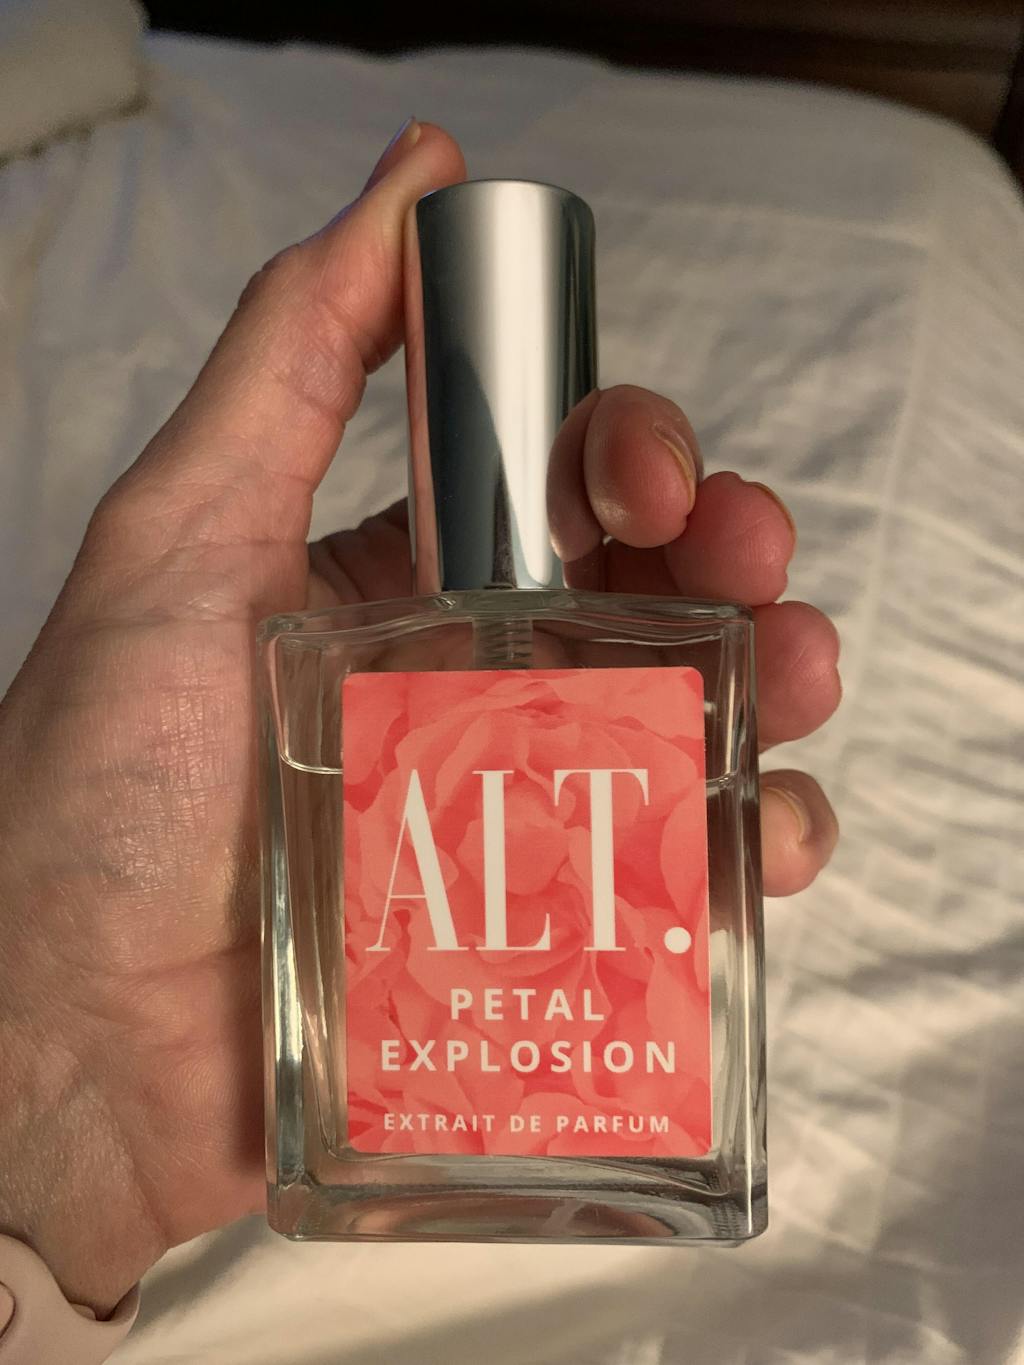 ALT.
PETAL
EXPLOSION
EXTRAIT DE PARFUM